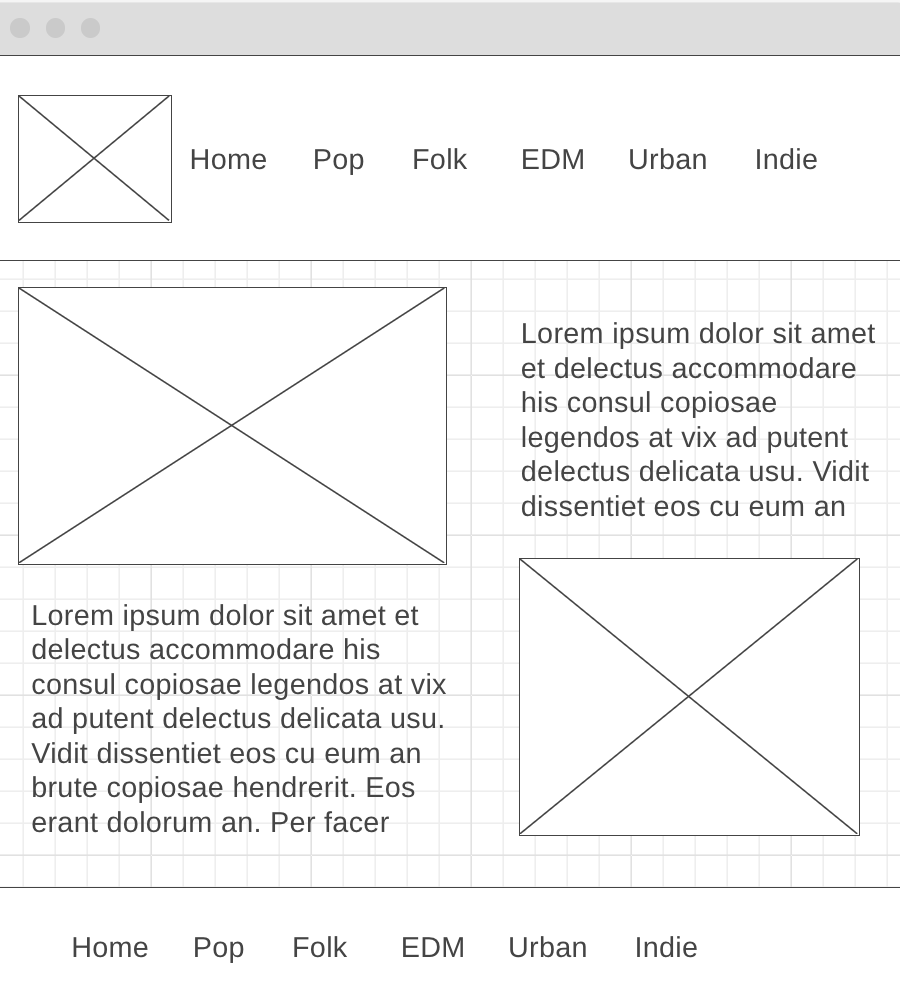 Home Pop Folk EDM Urban Indie
Lorem ipsum dolor sit amet
et delectus accommodare
his consul copiosae
legendos at vix ad putent
delectus delicata usu. Vidit
dissentiet eos cu eum an
Lorem ipsum dolor sit amet et
delectus accommodare his
consul copiosae legendos at vix
ad putent delectus delicata usu.
Vidit dissentiet eos cu eum an
brute copiosae hendrerit. Eos
erant dolorum an. Per facer
Home Pop Folk EDM Urban Indie